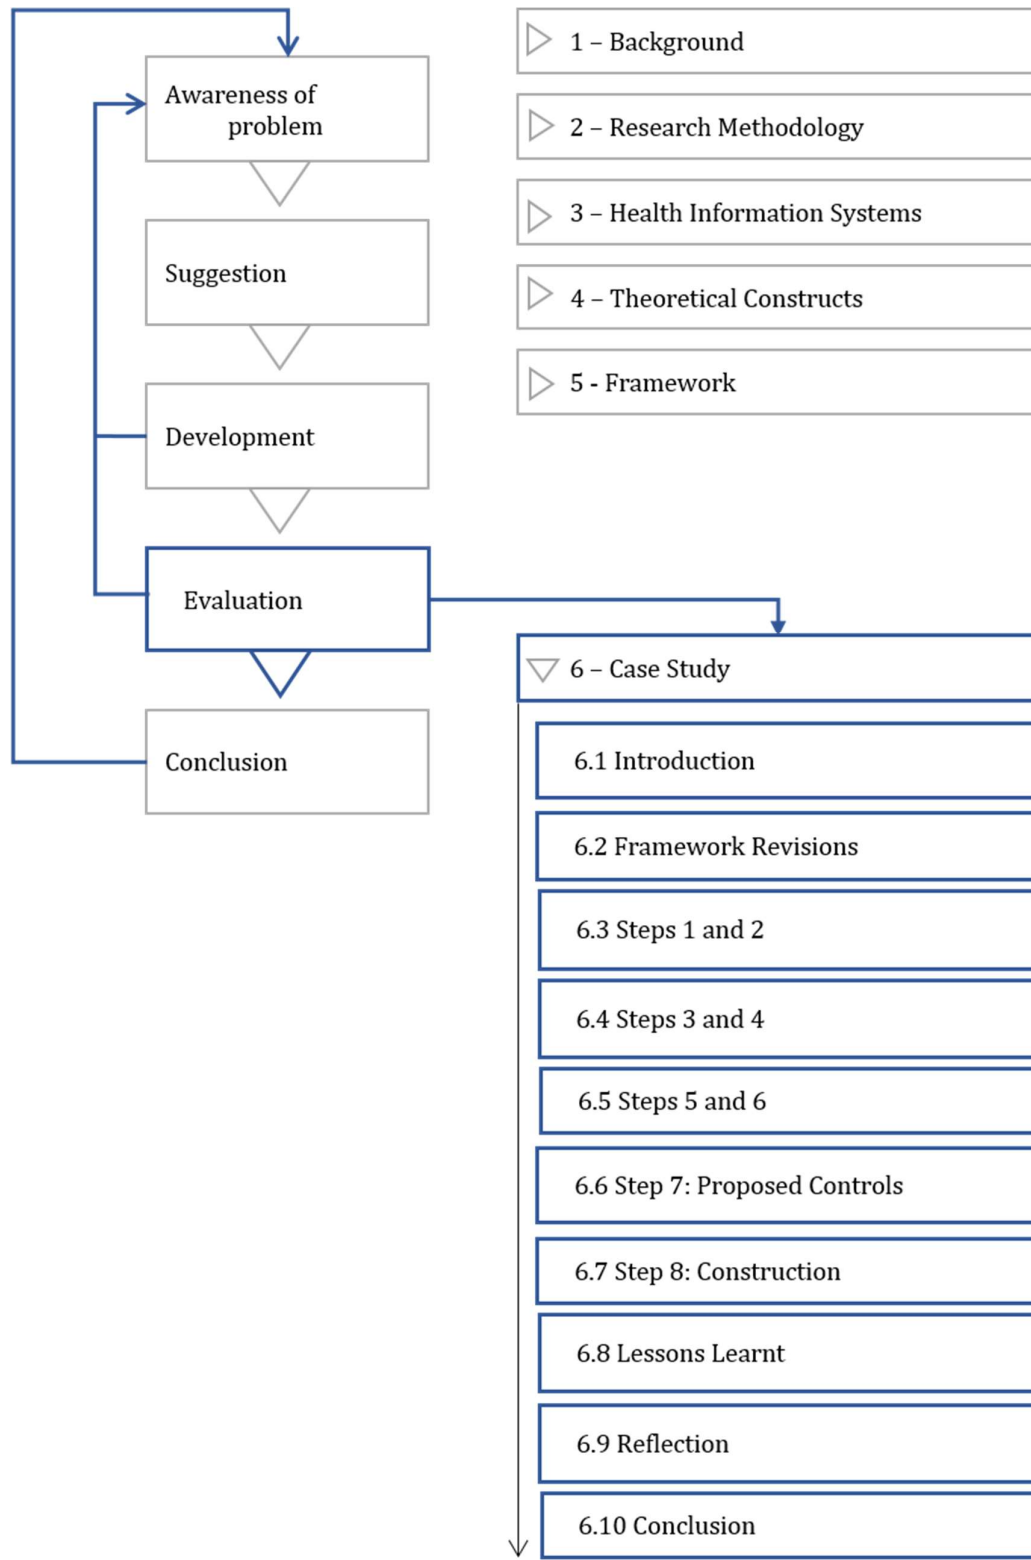 Awareness of
problem
Suggestion
Development
Evaluation
Conclusion
1 – Background
2 – Research Methodology
3 – Health Information Systems
4 – Theoretical Constructs
5 - Framework
6 – Case Study
6.1 Introduction
6.2 Framework Revisions
6.3 Steps 1 and 2
6.4 Steps 3 and 4
6.5 Steps 5 and 6
6.6 Step 7: Proposed Controls
6.7 Step 8: Construction
6.8 Lessons Learnt
6.9 Reflection
6.10 Conclusion